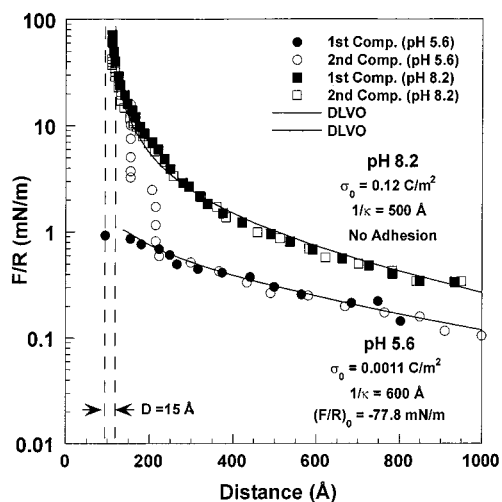 100
10
1
0.1
0.01
F/R (mN/m)
1st Comp. (pH 5.6)
2nd Comp. (pH 5.6)
1st Comp. (pH 8.2)
2nd Comp. (pH 8.2)
DLVO
DLVO
pH 8.2
σ₀ = 0.12 C/m²
1/κ = 500 Å
No Adhesion
pH 5.6
σ₀ = 0.0011 C/m²
1/κ = 600 Å
(F/R)₀ = -77.8 mN/m
D =15 Å
0 200 400 600 800 1000
Distance (Å)